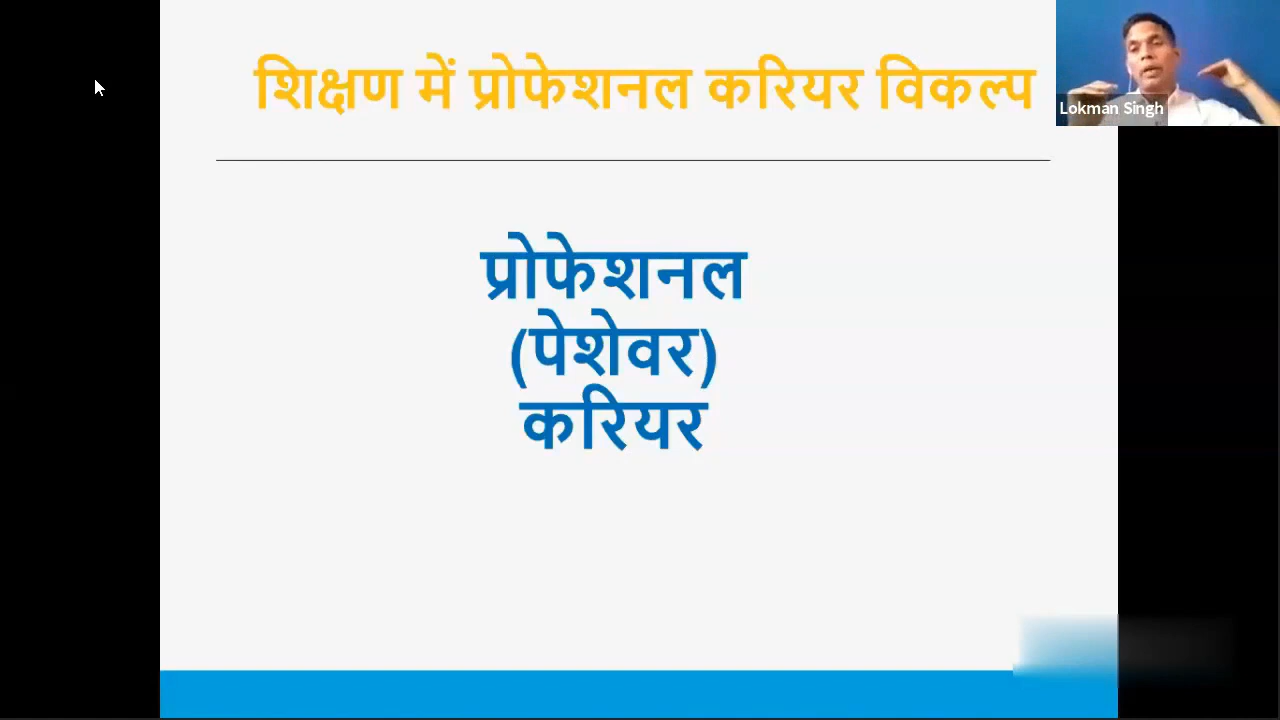 शिक्षण में प्रोफेशनल करियर विकल्प
Lokman Singh
प्रोफेशनल
(पेशेवर)
करियर